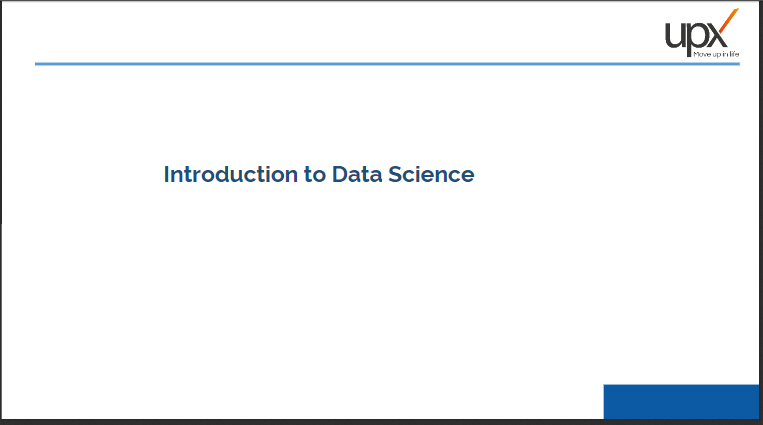 upx
Move up in life
Introduction to Data Science